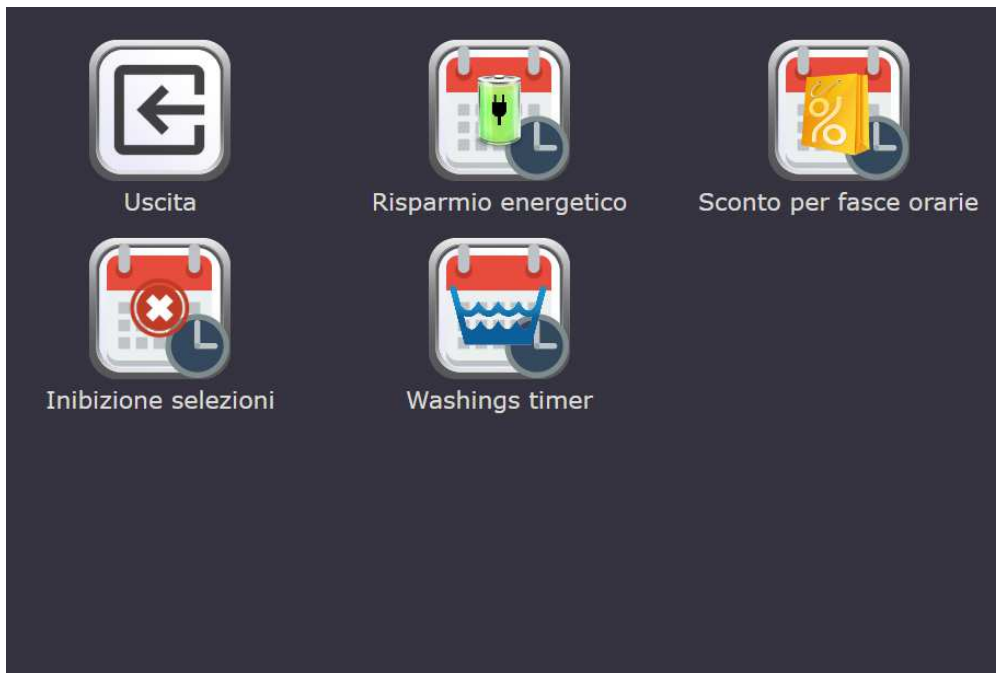 Uscita
Risparmio energetico
Sconto per fasce orarie
Inibizione selezioni
Washings timer